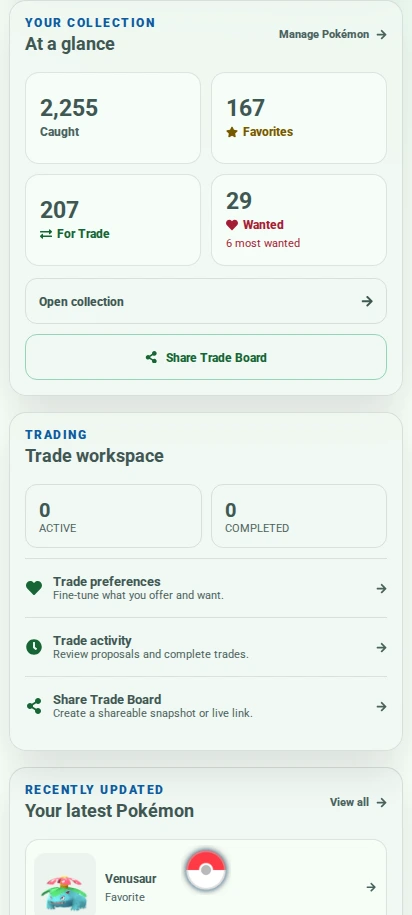 YOUR COLLECTION
At a glance
Manage Pokémon
2,255
Caught
167
Favorites
207
For Trade
29
Wanted
6 most wanted
Open collection
Share Trade Board
TRADING
Trade workspace
0
ACTIVE
0
COMPLETED
Trade preferences
Fine-tune what you offer and want.
Trade activity
Review proposals and complete trades.
Share Trade Board
Create a shareable snapshot or live link.
RECENTLY UPDATED
Your latest Pokémon
View all
Venusaur
Favorite